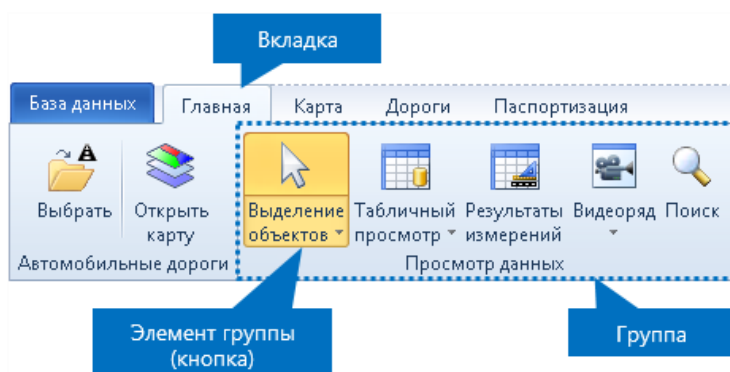 Вкладка
База данных Главная Карта Дороги Паспортизация
Выбрать Открыть Выделение Табличный Результаты Видеоряд Поиск
карту объектов просмотр измерений
Автомобильные дороги Просмотр данных
Элемент группы Группа
(кнопка)